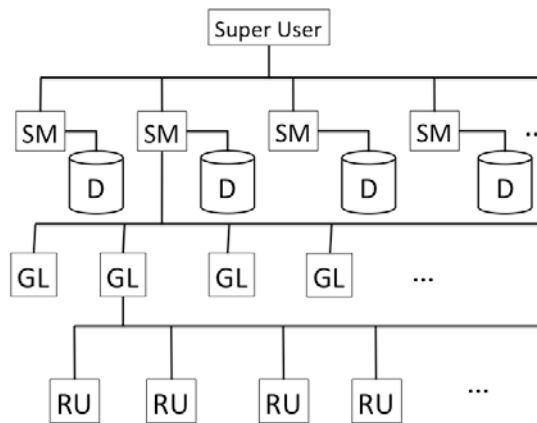 Super User
SM SM SM SM ...
D D D D
GL GL GL GL ...
RU RU RU RU ...